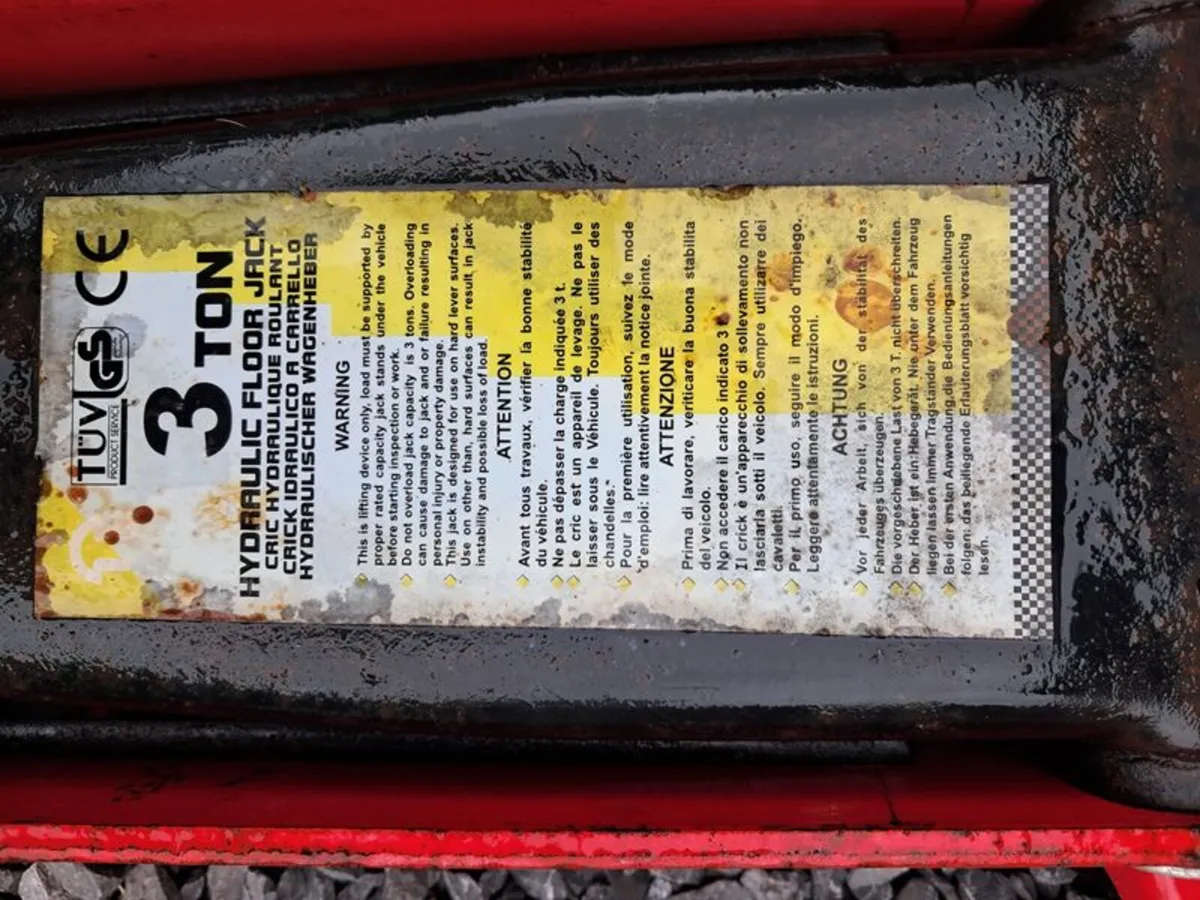 TÜV
PRODUCT SERVICE
GS
CE
3 TON
HYDRAULIC FLOOR JACK
CRIC HYDRAULIQUE ROULANT
CRICK IDRAULICO A CARRELLO
HYDRAULISCHER WAGENHEBER
WARNING
This is lifting device only, load must be supported by
proper rated capacity jack stands under the vehicle
before starting inspection or work.
Do not overload jack capacity is 3 tons. Overloading
can cause damage to jack and or failure resulting in
personal injury or property damage.
This jack is designed for use on hard lever surfaces.
Use on other than, hard surfaces can result in jack
instability and possible loss of load.
ATTENTION
Avant tous travaux, vérifier la bonne stabilité
du véhicule.
Ne pas dépasser la charge indiquée 3 t.
Le cric est un appareil de levage. Ne pas le
laisser sous le Véhicule. Toujours utiliser des
chandelles."
Pour la première utilisation, suivez le mode
d'emploi: lire attentivement la notice jointe.
ATTENZIONE
Prima di lavorare, verificare la buona stabilita
del veicolo.
Non accedere il carico indicato 3 t.
Il crick è un'apparecchio di sollevamento non
lasciarla sotti il veicolo. Sempre utilizarre dei
cavaletti.
Per il primo uso, seguire il modo d'impiego.
Leggere attentamente le istruzioni.
ACHTUNG
Vor jeder Arbeit, sich von der stabilität des
Fahrzeuges überzeugen.
Die vorgeschriebene Last von 3 T. nicht überschreiten.
Der Heber ist ein Hebegerät. Nie unter dem Fahrzeug
liegen lassen Immer Tragständer Verwenden.
Bei der ersten Anwendung die Bedienungsanleitungen
folgen: das beiliegende Erläuterungsblatt vorsichtig
lesen.